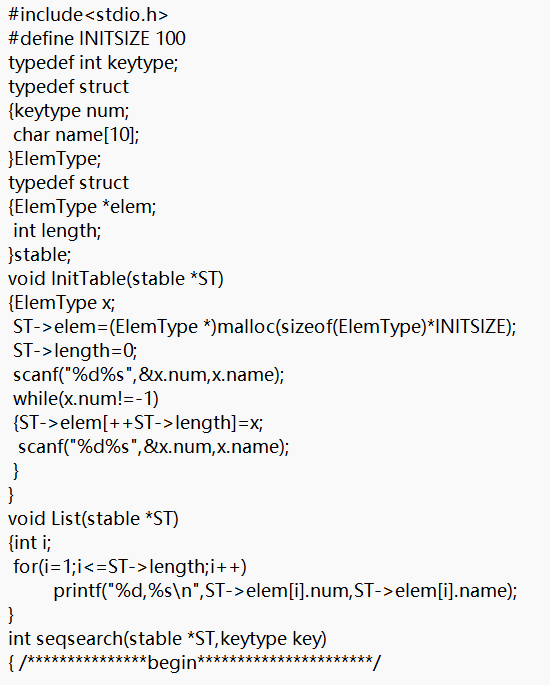 #include<stdio.h>
#define INITSIZE 100
typedef int keytype;
typedef struct
{keytype num;
 char name[10];
}ElemType;
typedef struct
{ElemType *elem;
 int length;
}stable;
void InitTable(stable *ST)
{ElemType x;
 ST->elem=(ElemType *)malloc(sizeof(ElemType)*INITSIZE);
 ST->length=0;
 scanf("%d%s",&x.num,x.name);
 while(x.num!=-1)
 {ST->elem[++ST->length]=x;
  scanf("%d%s",&x.num,x.name);
 }
}
void List(stable *ST)
{int i;
 for(i=1;i<=ST->length;i++)
       printf("%d,%s\n",ST->elem[i].num,ST->elem[i].name);
}
int seqsearch(stable *ST,keytype key)
{ /***************begin**********************/